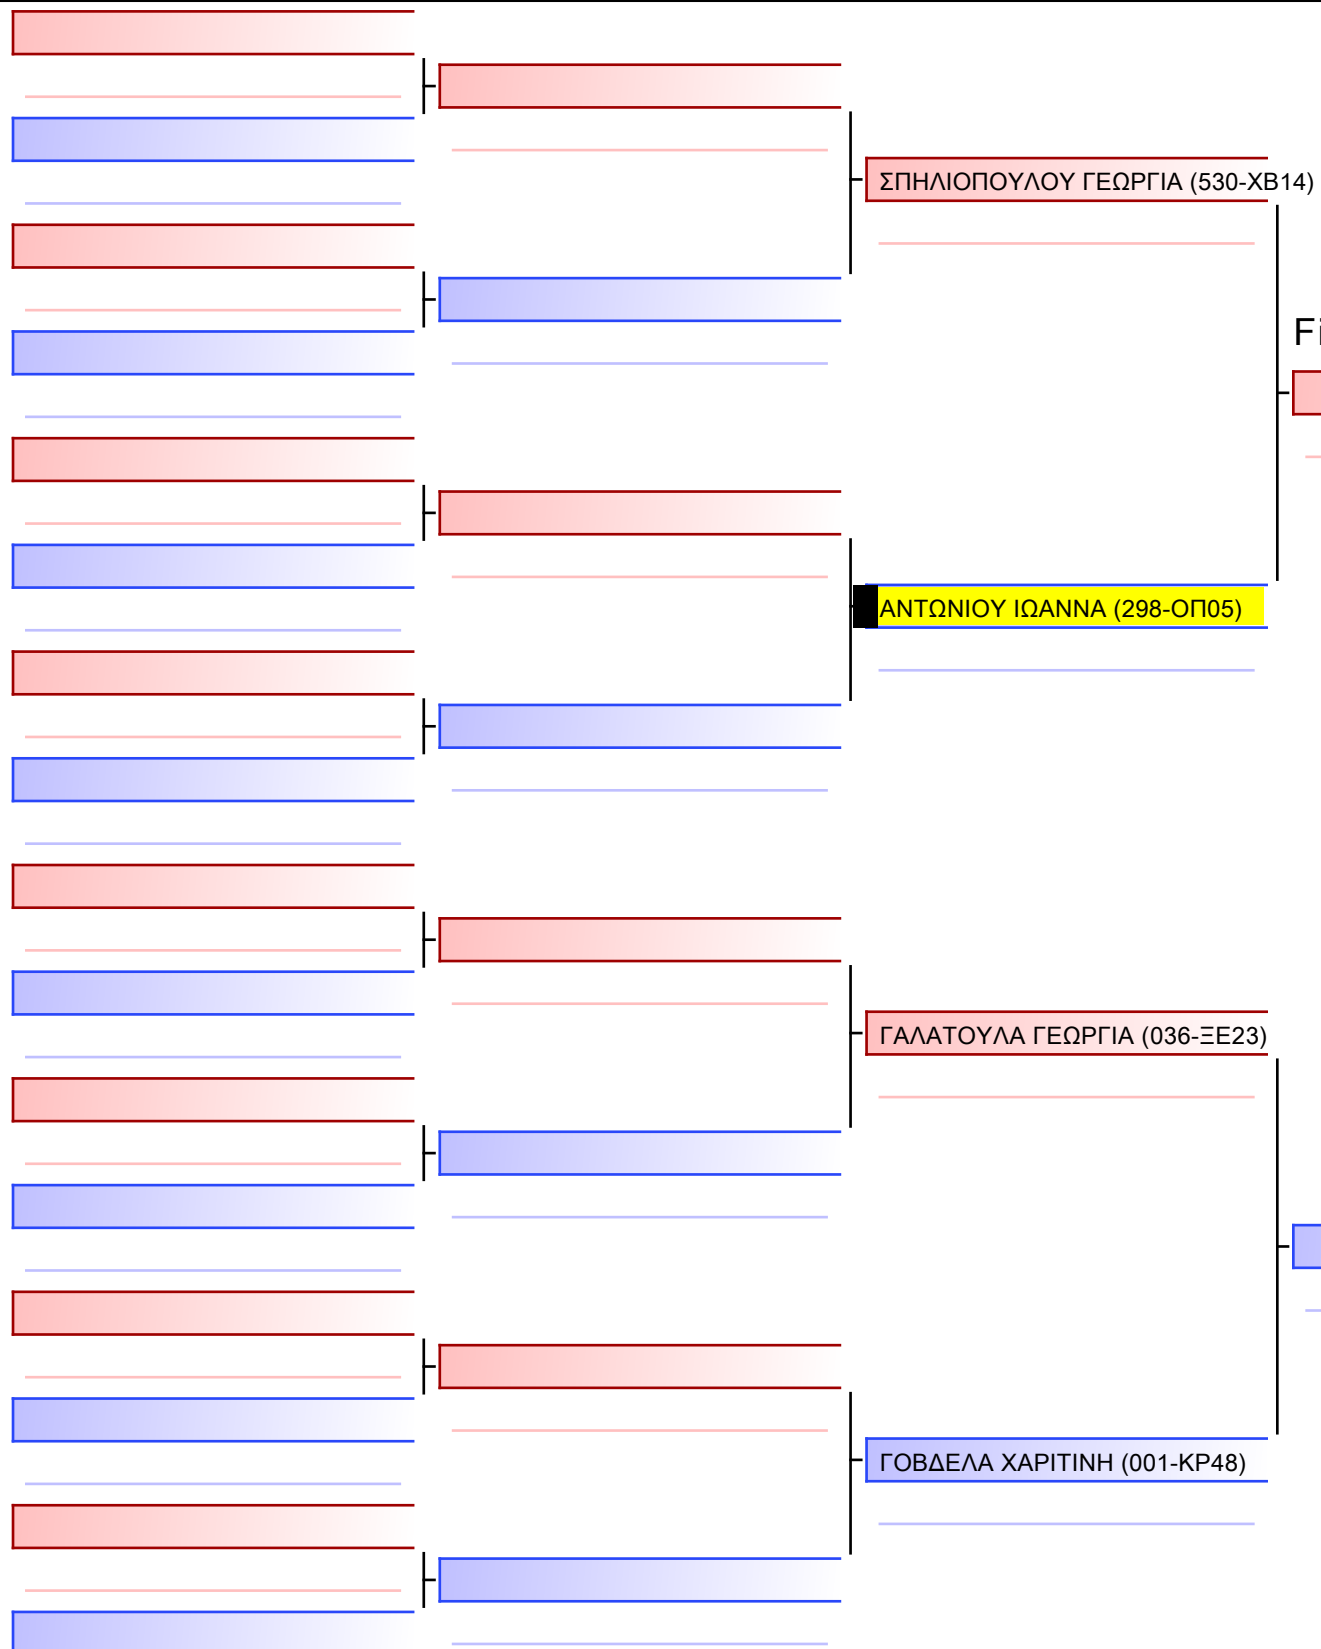 ΣΠΗΛΙΟΠΟΥΛΟΥ ΓΕΩΡΓΙΑ (530-ΧΒ14)
ΑΝΤΩΝΙΟΥ ΙΩΑΝΝΑ (298-ΟΠ05)
ΓΑΛΑΤΟΥΛΑ ΓΕΩΡΓΙΑ (036-ΞΕ23)
ΓΟΒΔΕΛΑ ΧΑΡΙΤΙΝΗ (001-ΚΡ48)